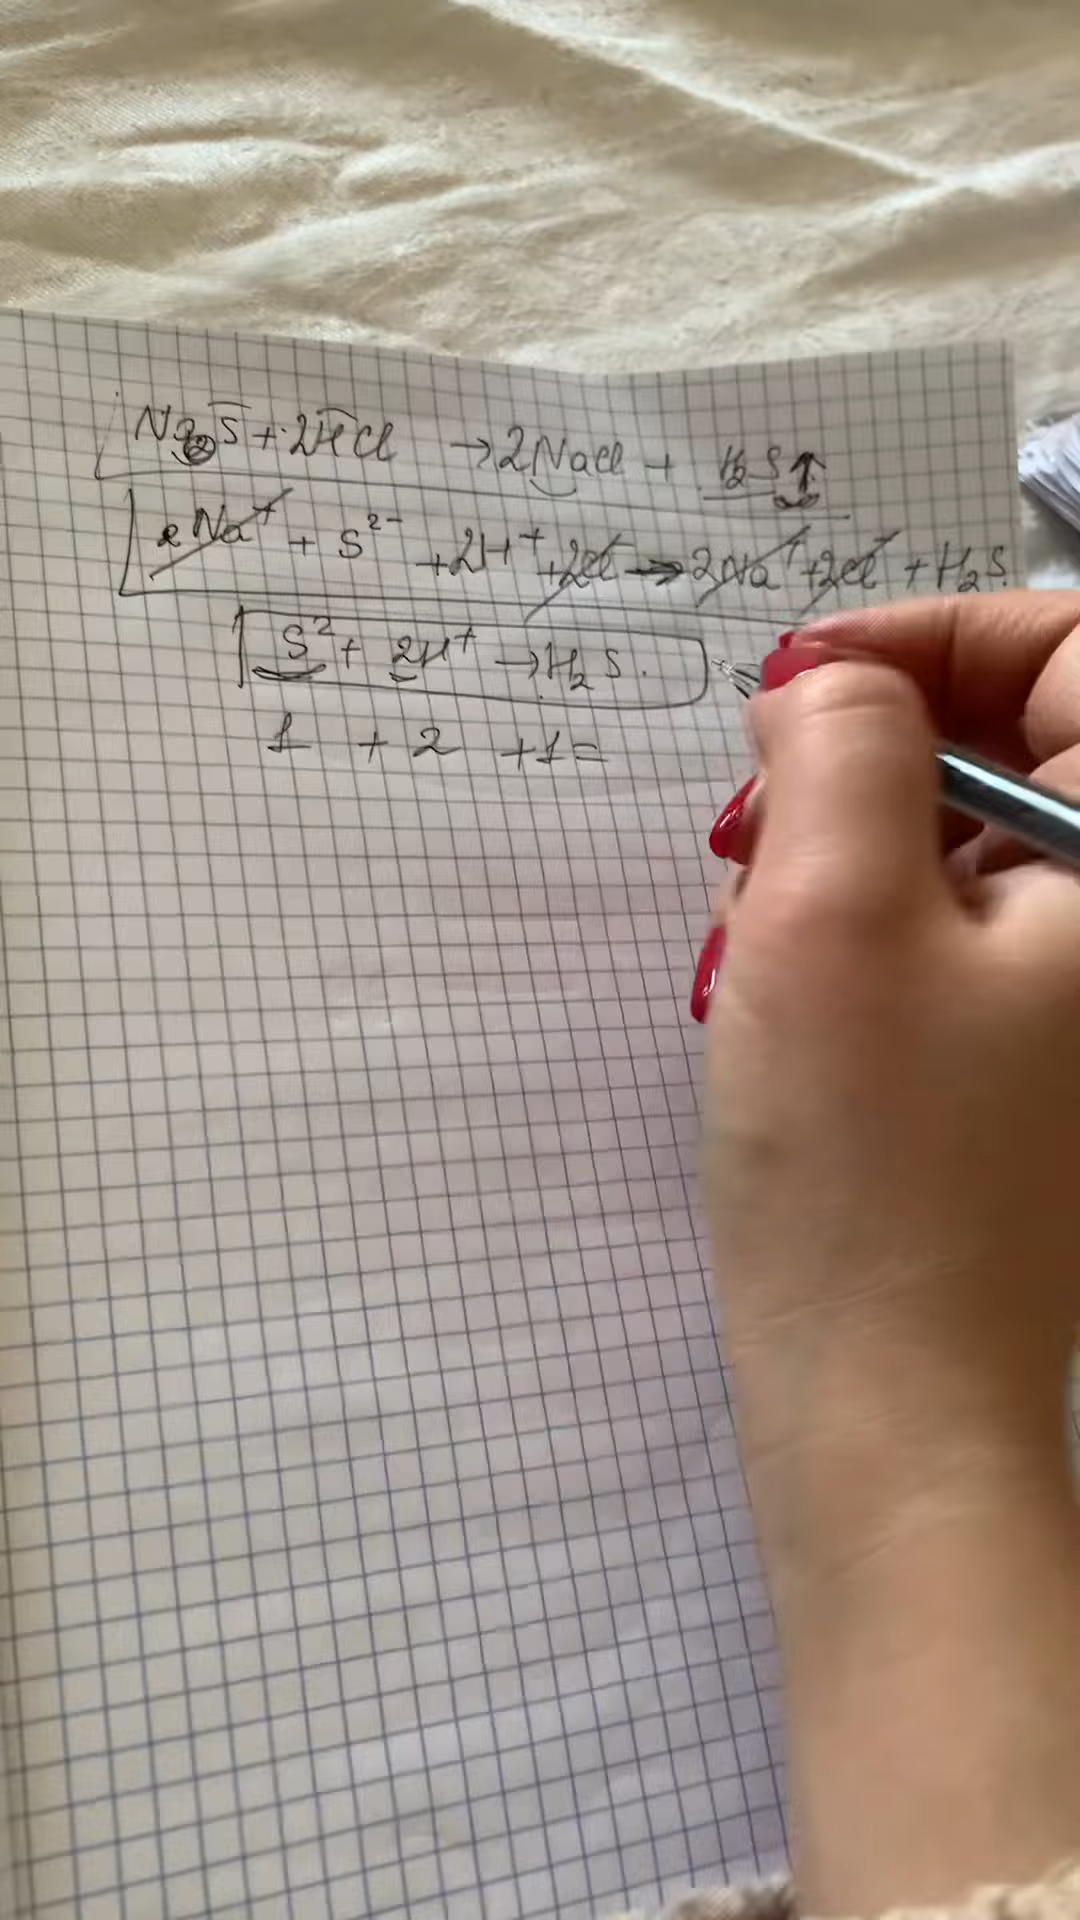 Na₂S + 2HCl → 2NaCl + H₂S↑
2Na⁺ + S²⁻ + 2H⁺ + 2Cl⁻ → 2Na⁺ + 2Cl⁻ + H₂S.
S² + 2H⁺ → H₂S.
1 + 2 + 1 =